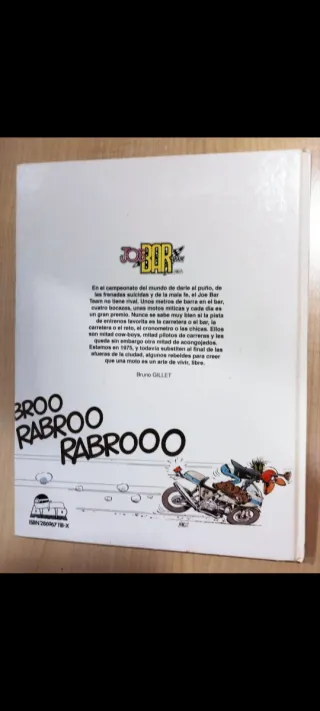 JOE
BAR
TEAM
En el campeonato del mundo de darle al puño, de
las frenadas suicidas y de la mala fe, el Joe Bar
Team no tiene rival. Unos metros de barra en el bar,
cuatro bocazas, unas motos míticas y cada día es
un gran premio. Nunca se sabe muy bien si la pista
de entrenos favorita es la carretera o el bar, la
carretera o el reto, el cronometro o las chicas. Ellos
son mitad cow-boys, mitad pilotos de carreras y les
queda sin embargo otra mitad de acongojados.
Estamos en 1975, y todavía subsisten al final de las
afueras de la ciudad, algunos rebeldes para creer
que una moto es un arte de vivir, libre.
Bruno GILLET
BROO
RABROO
RABROOO